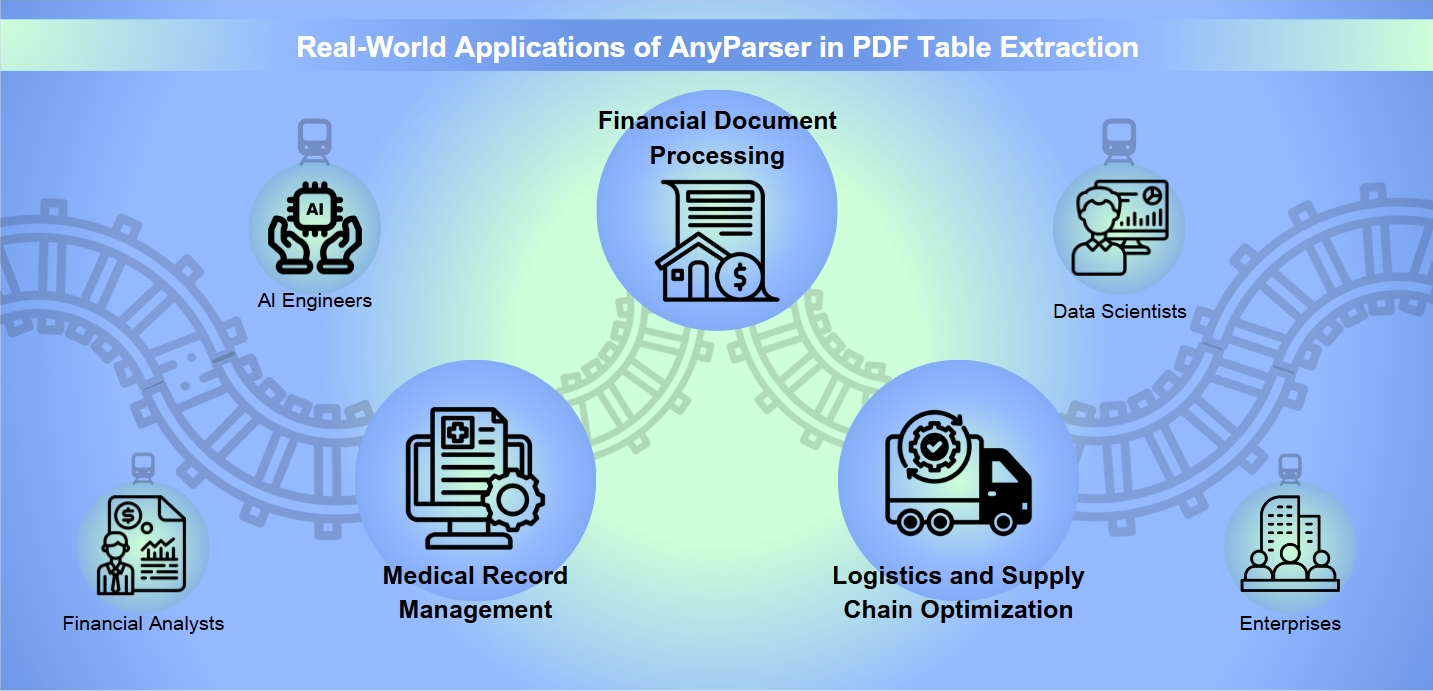 Real-World Applications of AnyParser in PDF Table Extraction
Financial Document
Processing
$
AI
AI Engineers
Data Scientists
$
Financial Analysts
Medical Record
Management
Logistics and Supply
Chain Optimization
Enterprises